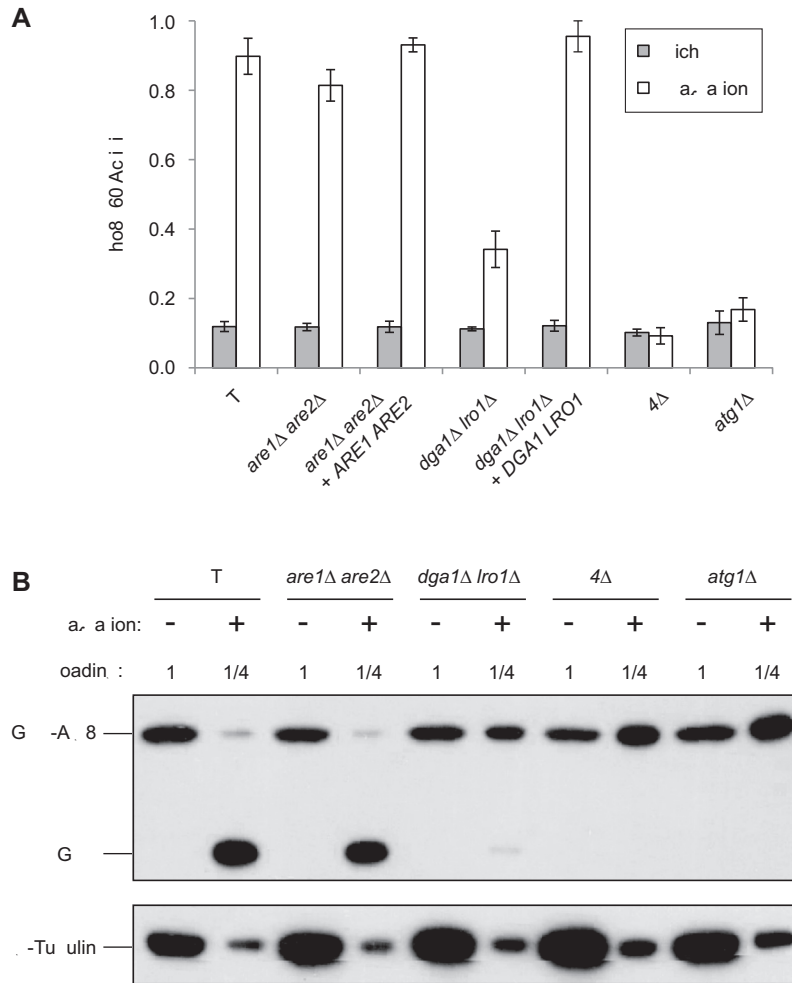 A
1.0
0.8
0.6
0.4
0.2
0.0
ho8 60 Ac i i
ich
a a ion
T
are1Δ are2Δ
are1Δ are2Δ
+ ARE1 ARE2
dga1Δ lro1Δ
dga1Δ lro1Δ
+ DGA1 LRO1
4Δ
atg1Δ
B
T are1Δ are2Δ dga1Δ lro1Δ 4Δ atg1Δ
a a ion: - + - + - + - + - +
oadin : 1 1/4 1 1/4 1 1/4 1 1/4 1 1/4
G -A 8
G
-Tu ulin